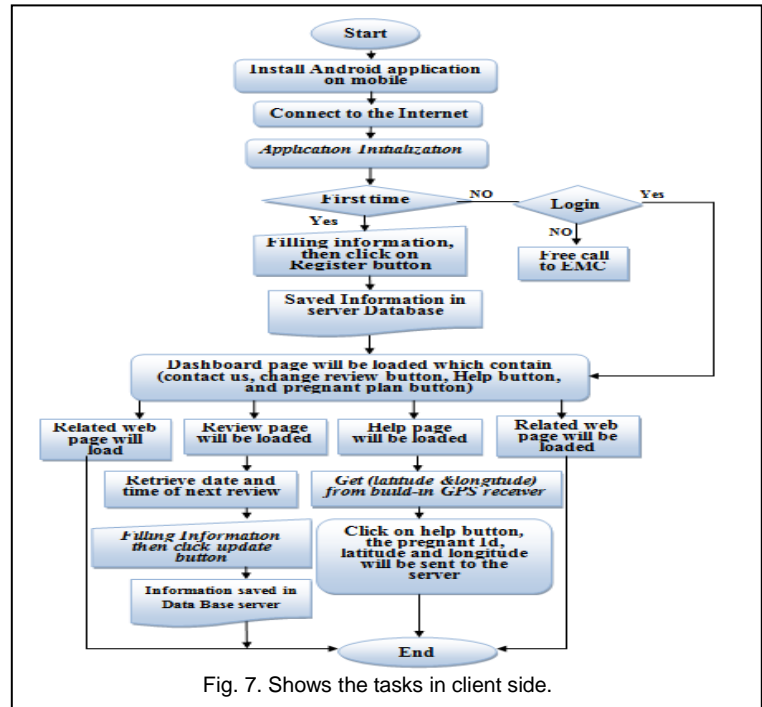 Start
Install Android application
on mobile
Connect to the Internet
Application Initialization
First time
NO
Login
Yes
Yes
NO
Filling information,
then click on
Register button
Free call
to EMC
Saved Information in
server Database
Dashboard page will be loaded which contain
(contact us, change review button, Help button,
and pregnant plan button)
Related web
page will
load
Review page
will be loaded
Help page
will be loaded
Related web
page will be
loaded
Retrieve date and
time of next review
Get (latitude &longitude)
from build-in GPS receiver
Filling Information
then click update
button
Click on help button,
the pregnant Id,
latitude and longitude
will be sent to the
server
Information saved in
Data Base server
End
Fig. 7. Shows the tasks in client side.